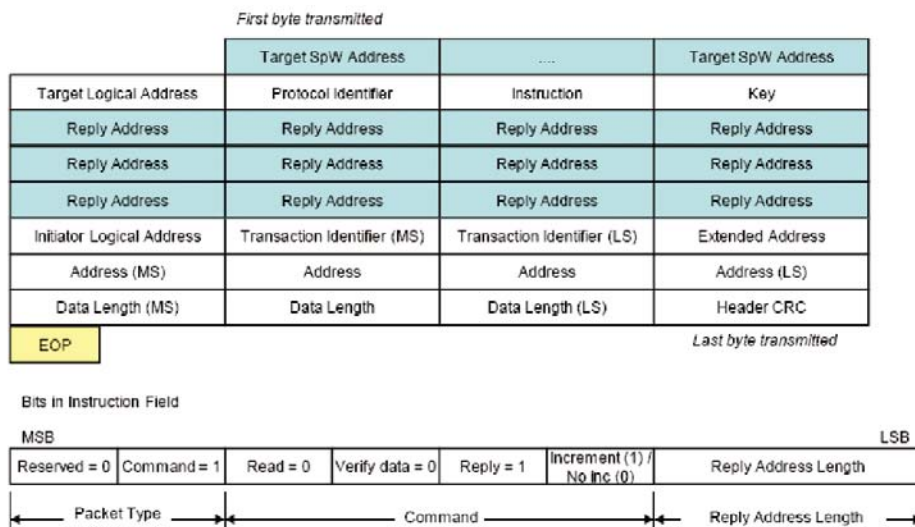 First byte transmitted
Target SpW Address .... Target SpW Address
Target Logical Address Protocol Identifier Instruction Key
Reply Address Reply Address Reply Address Reply Address
Reply Address Reply Address Reply Address Reply Address
Reply Address Reply Address Reply Address Reply Address
Initiator Logical Address Transaction Identifier (MS) Transaction Identifier (LS) Extended Address
Address (MS) Address Address Address (LS)
Data Length (MS) Data Length Data Length (LS) Header CRC
EOP Last byte transmitted
Bits in Instruction Field
MSB LSB
Reserved = 0 Command = 1 Read = 0 Verify data = 0 Reply = 1 Increment (1) / No inc (0) Reply Address Length
Packet Type Command Reply Address Length